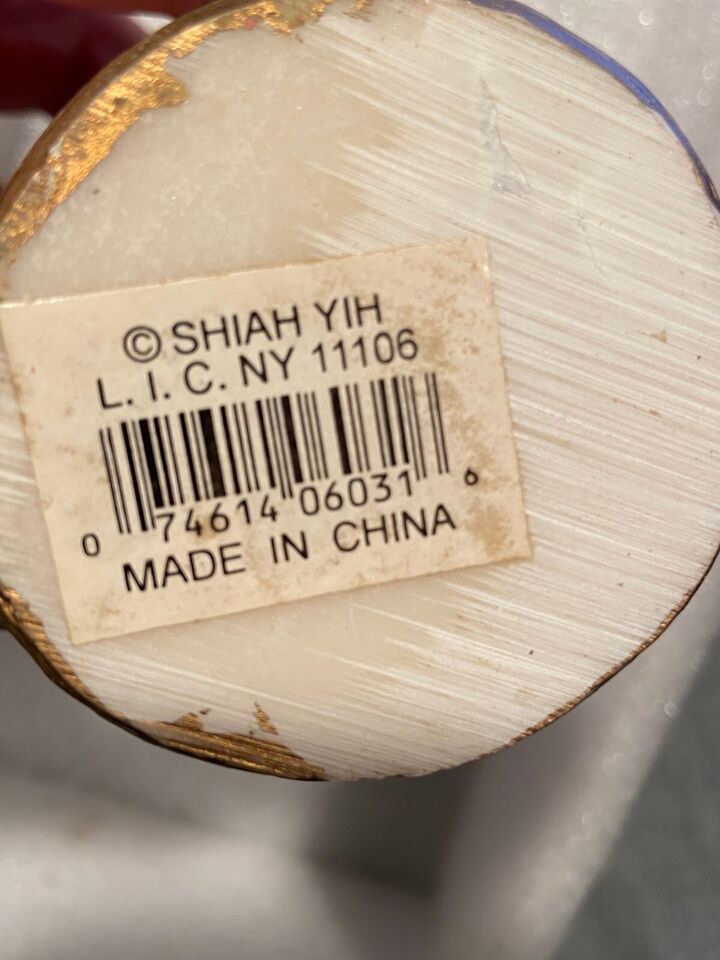 © SHIAH YIH
L. I. C. NY 11106
0 74614 06031 6
MADE IN CHINA